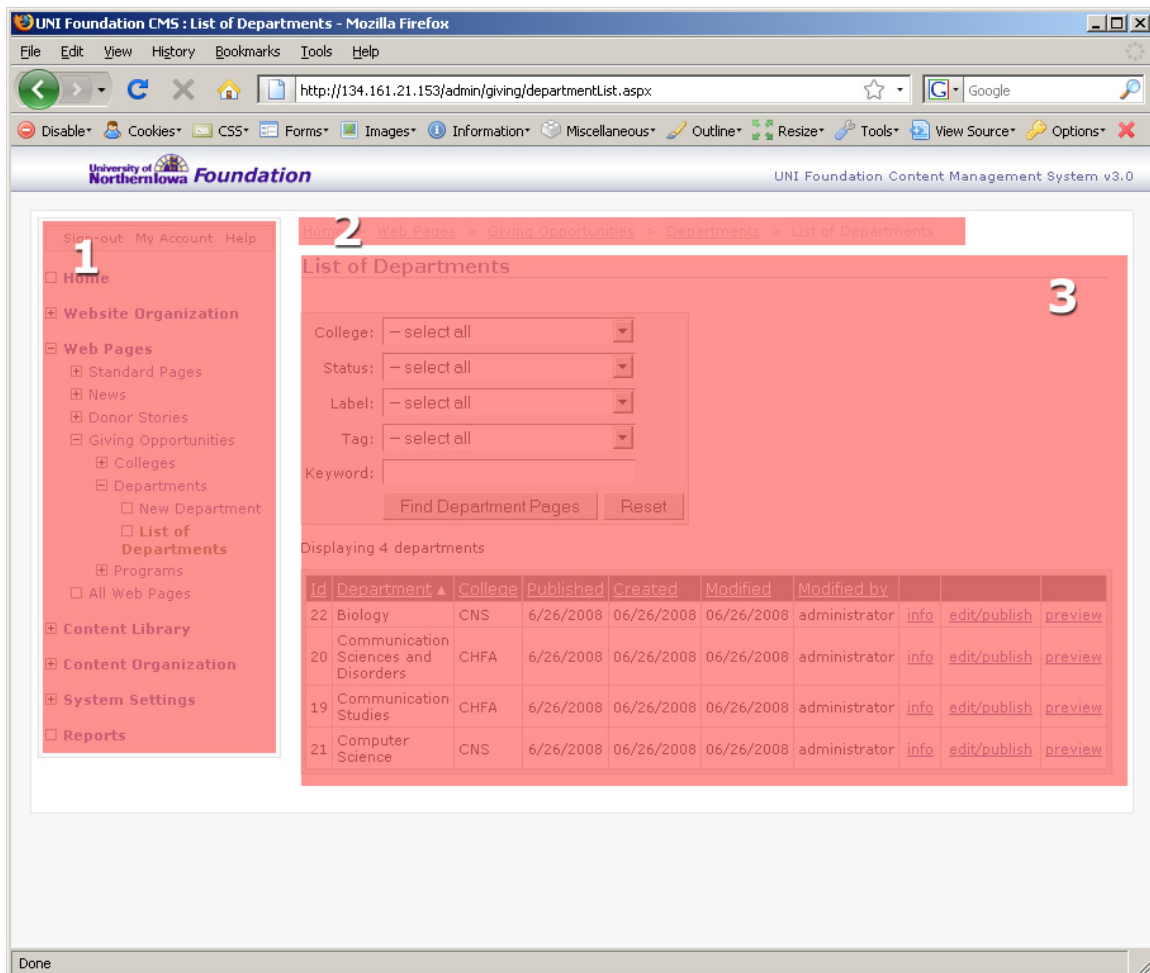 UNI Foundation CMS : List of Departments - Mozilla Firefox
File Edit View History Bookmarks Tools Help
http://134.161.21.153/admin/giving/departmentList.aspx
G Google
Disable Cookies CSS Forms Images Information Miscellaneous Outline Resize Tools View Source Options
University of Northern Iowa Foundation
UNI Foundation Content Management System v3.0
1
Sign-out My Account Help
Home
Website Organization
Web Pages
Standard Pages
News
Donor Stories
Giving Opportunities
Colleges
Departments
New Department
List of
Departments
Programs
All Web Pages
Content Library
Content Organization
System Settings
Reports
2
Home > Web Pages > Giving Opportunities > Departments > List of Departments
3
List of Departments
College: -- select all
Status: -- select all
Label: -- select all
Tag: -- select all
Keyword:
Find Department Pages Reset
Displaying 4 departments
Id Department ▲ College Published Created Modified Modified by
22 Biology CNS 6/26/2008 06/26/2008 06/26/2008 administrator info edit/publish preview
20 Communication Sciences and Disorders CHFA 6/26/2008 06/26/2008 06/26/2008 administrator info edit/publish preview
19 Communication Studies CHFA 6/26/2008 06/26/2008 06/26/2008 administrator info edit/publish preview
21 Computer Science CNS 6/26/2008 06/26/2008 06/26/2008 administrator info edit/publish preview
Done